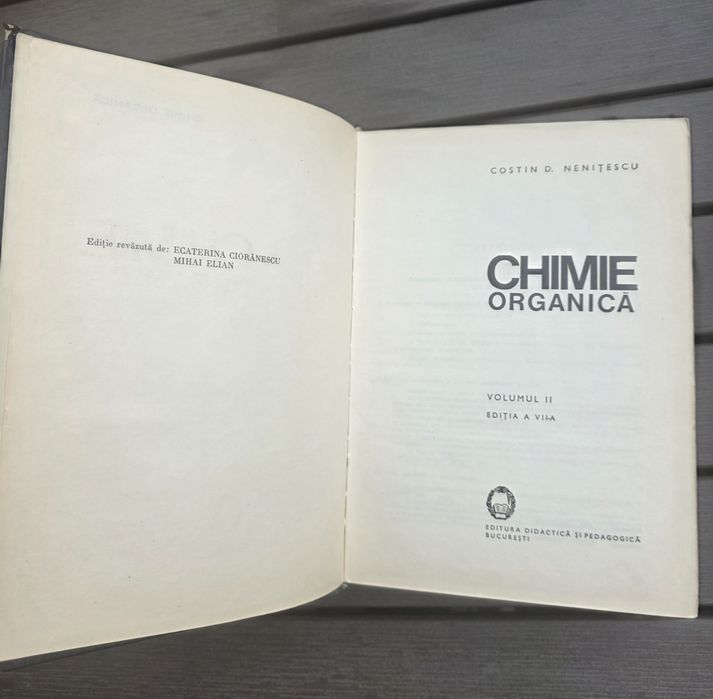 Ediție revăzută de: ECATERINA CIORĂNESCU
MIHAI ELIAN
COSTIN D. NENIȚESCU
CHIMIE
ORGANICĂ
VOLUMUL II
EDIȚIA A VII-A
EDITURA DIDACTICĂ ȘI PEDAGOGICĂ
BUCUREȘTI